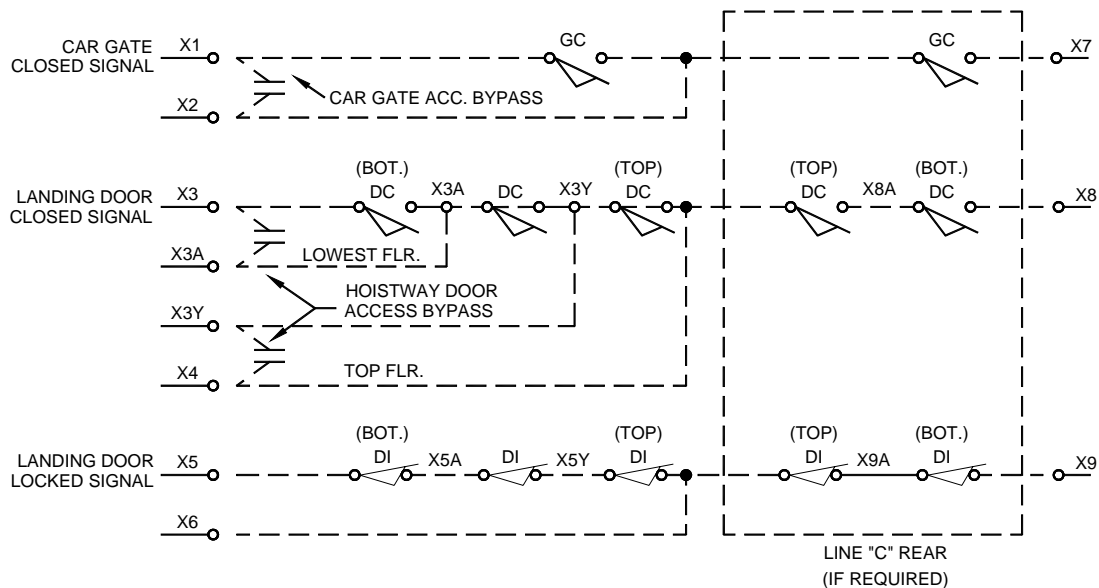 CAR GATE
CLOSED SIGNAL
X1
GC
GC
X7
CAR GATE ACC. BYPASS
X2
LANDING DOOR
CLOSED SIGNAL
X3
(BOT.)
DC
X3A
DC
X3Y
(TOP)
DC
(TOP)
DC
X8A
(BOT.)
DC
X8
X3A
LOWEST FLR.
HOISTWAY DOOR
ACCESS BYPASS
X3Y
X4
TOP FLR.
LANDING DOOR
LOCKED SIGNAL
X5
(BOT.)
DI
X5A
DI
X5Y
(TOP)
DI
(TOP)
DI
X9A
(BOT.)
DI
X9
X6
LINE "C" REAR
(IF REQUIRED)